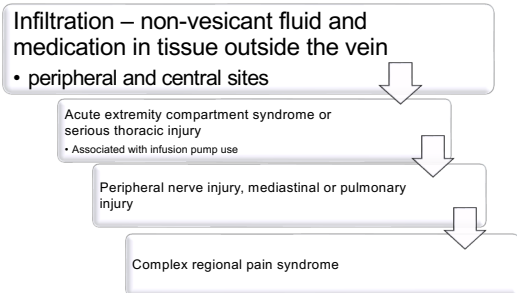 Infiltration – non-vesicant fluid and
medication in tissue outside the vein
• peripheral and central sites
Acute extremity compartment syndrome or
serious thoracic injury
• Associated with infusion pump use
Peripheral nerve injury, mediastinal or pulmonary
injury
Complex regional pain syndrome